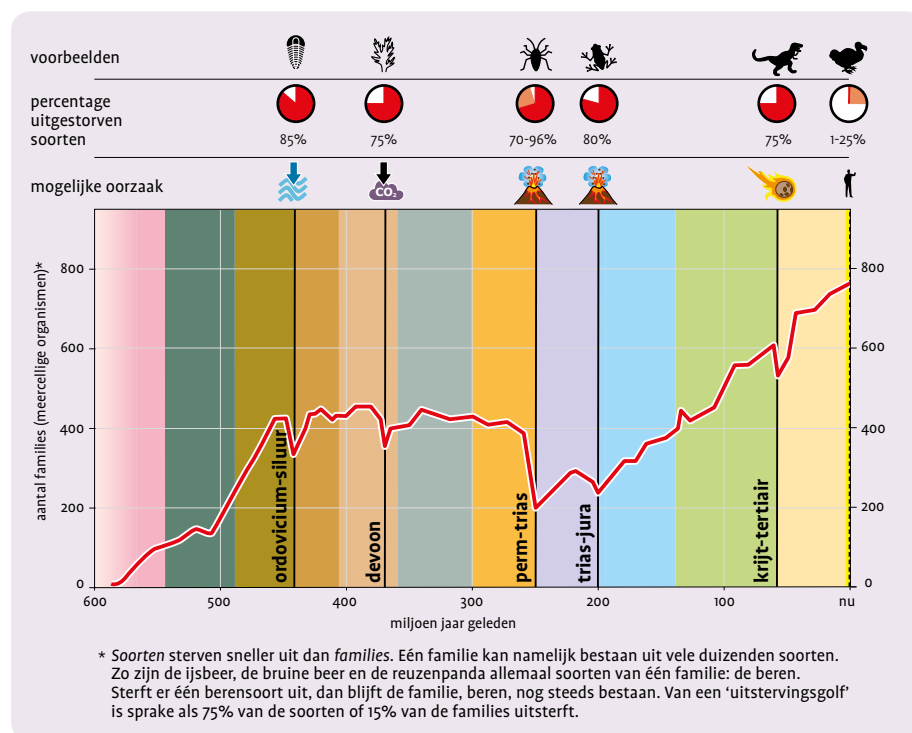 voorbeelden
percentage
uitgestorven
soorten
85%
75%
70-96%
80%
75%
1-25%
mogelijke oorzaak
CO₂
aantal families (meercellige organismen)*
800
600
400
200
0
800
600
400
200
0
ordovicium-siluur
devoon
perm-trias
trias-jura
krijt-tertiair
600
500
400
300
200
100
nu
miljoen jaar geleden
* Soorten sterven sneller uit dan families. Eén familie kan namelijk bestaan uit vele duizenden soorten.
Zo zijn de ijsbeer, de bruine beer en de reuzenpanda allemaal soorten van één familie: de beren.
Sterft er één berensoort uit, dan blijft de familie, beren, nog steeds bestaan. Van een ‘uitstervingsgolf’
is sprake als 75% van de soorten of 15% van de families uitsterft.